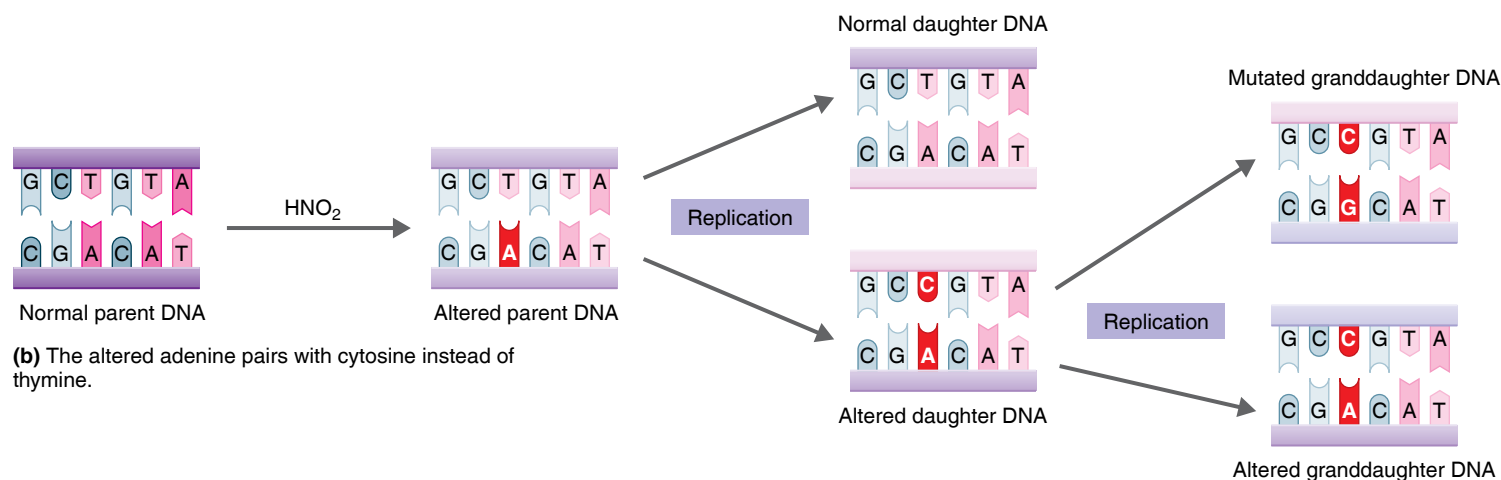 Normal daughter DNA
G C T G T A
C G A C A T
Mutated granddaughter DNA
G C C G T A
C G G C A T
G C T G T A
C G A C A T
Normal parent DNA
HNO2
G C T G T A
C G A C A T
Altered parent DNA
Replication
G C C G T A
C G A C A T
Altered daughter DNA
Replication
G C C G T A
C G A C A T
Altered granddaughter DNA
(b) The altered adenine pairs with cytosine instead of
thymine.